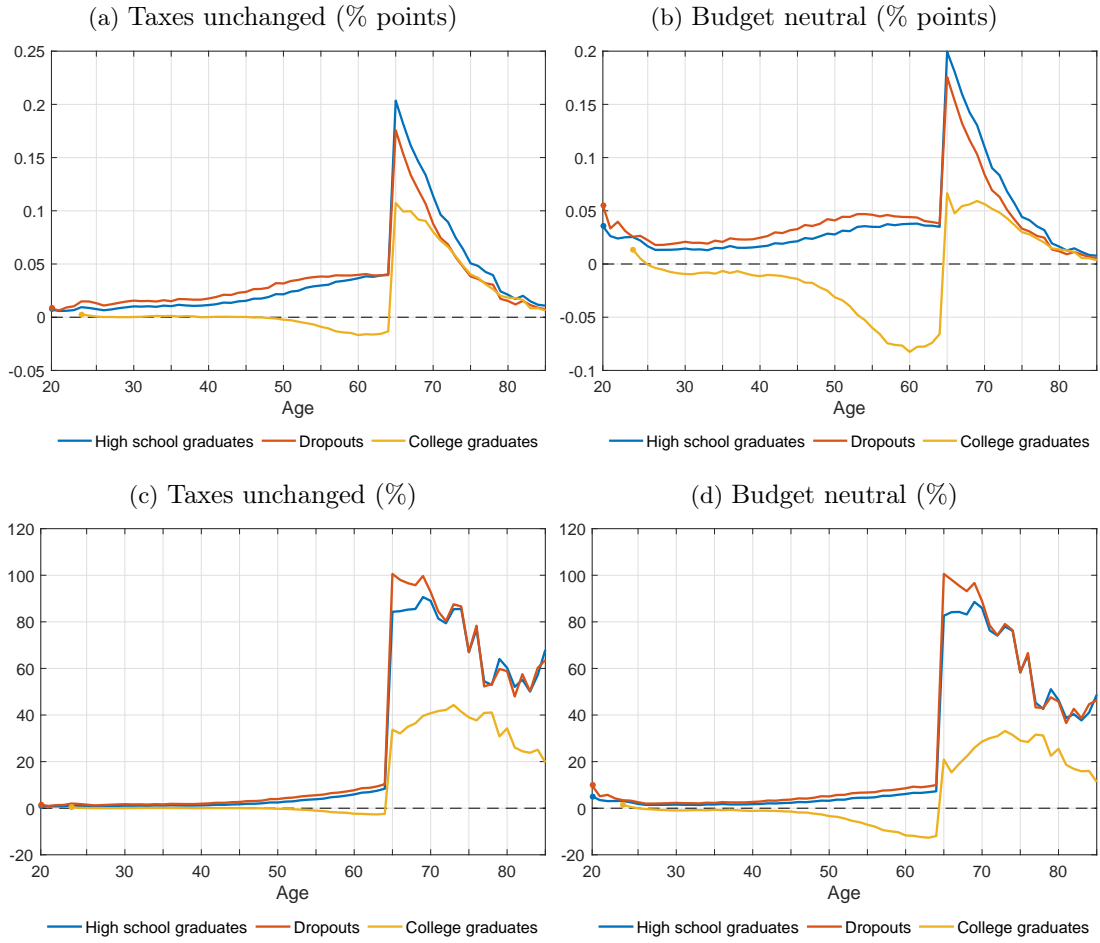 (a) Taxes unchanged (% points)
(b) Budget neutral (% points)
0.25
0.2
0.15
0.1
0.05
0
-0.05
20 30 40 50 60 70 80
Age
High school graduates Dropouts College graduates
0.2
0.15
0.1
0.05
0
-0.05
-0.1
20 30 40 50 60 70 80
Age
High school graduates Dropouts College graduates
(c) Taxes unchanged (%)
(d) Budget neutral (%)
120
100
80
60
40
20
0
-20
20 30 40 50 60 70 80
Age
High school graduates Dropouts College graduates
120
100
80
60
40
20
0
-20
20 30 40 50 60 70 80
Age
High school graduates Dropouts College graduates